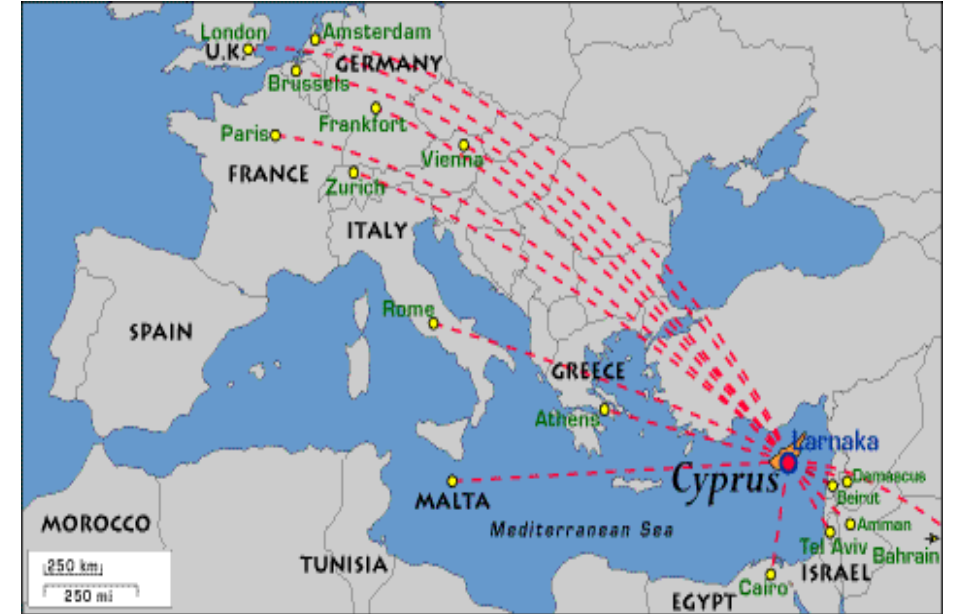 London
Amsterdam
U.K.
GERMANY
Brussels
Frankfort
Paris
Vienna
FRANCE
Zurich
ITALY
Rome
SPAIN
GREECE
Athens
Larnaka
Cyprus
Damascus
Beirut
MALTA
MOROCCO
Mediterranean Sea
Amman
Tel Aviv
Bahrain
TUNISIA
ISRAEL
250 km
250 mi
Cairo
EGYPT